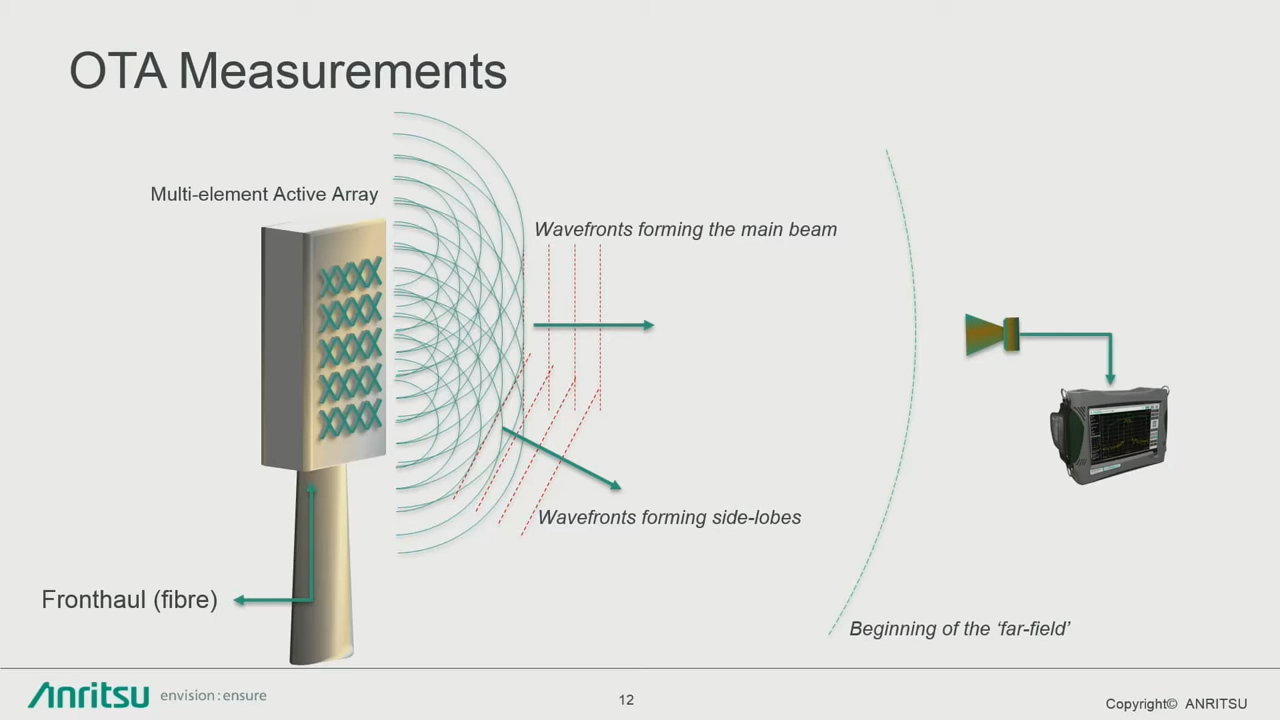 OTA Measurements
Multi-element Active Array
Wavefronts forming the main beam
Wavefronts forming side-lobes
Fronthaul (fibre)
Beginning of the ‘far-field’
Anritsu envision : ensure
12
Copyright© ANRITSU